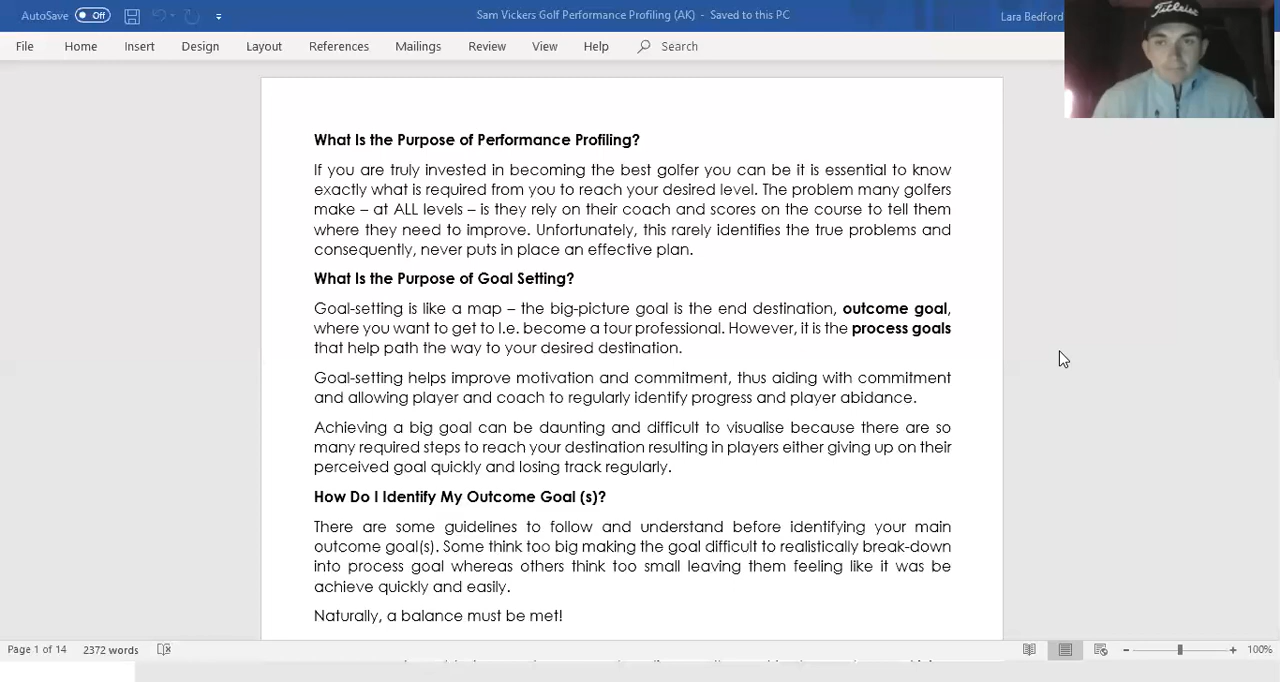 AutoSave Off Sam Vickers Golf Performance Profiling (AK) - Saved to this PC Lara Bedford
File Home Insert Design Layout References Mailings Review View Help Search
Titleist
What Is the Purpose of Performance Profiling?
If you are truly invested in becoming the best golfer you can be it is essential to know
exactly what is required from you to reach your desired level. The problem many golfers
make – at ALL levels – is they rely on their coach and scores on the course to tell them
where they need to improve. Unfortunately, this rarely identifies the true problems and
consequently, never puts in place an effective plan.
What Is the Purpose of Goal Setting?
Goal-setting is like a map – the big-picture goal is the end destination, outcome goal,
where you want to get to I.e. become a tour professional. However, it is the process goals
that help path the way to your desired destination.
Goal-setting helps improve motivation and commitment, thus aiding with commitment
and allowing player and coach to regularly identify progress and player abidance.
Achieving a big goal can be daunting and difficult to visualise because there are so
many required steps to reach your destination resulting in players either giving up on their
perceived goal quickly and losing track regularly.
How Do I Identify My Outcome Goal (s)?
There are some guidelines to follow and understand before identifying your main
outcome goal(s). Some think too big making the goal difficult to realistically break-down
into process goal whereas others think too small leaving them feeling like it was be
achieve quickly and easily.
Naturally, a balance must be met!
Page 1 of 14 2372 words 100%